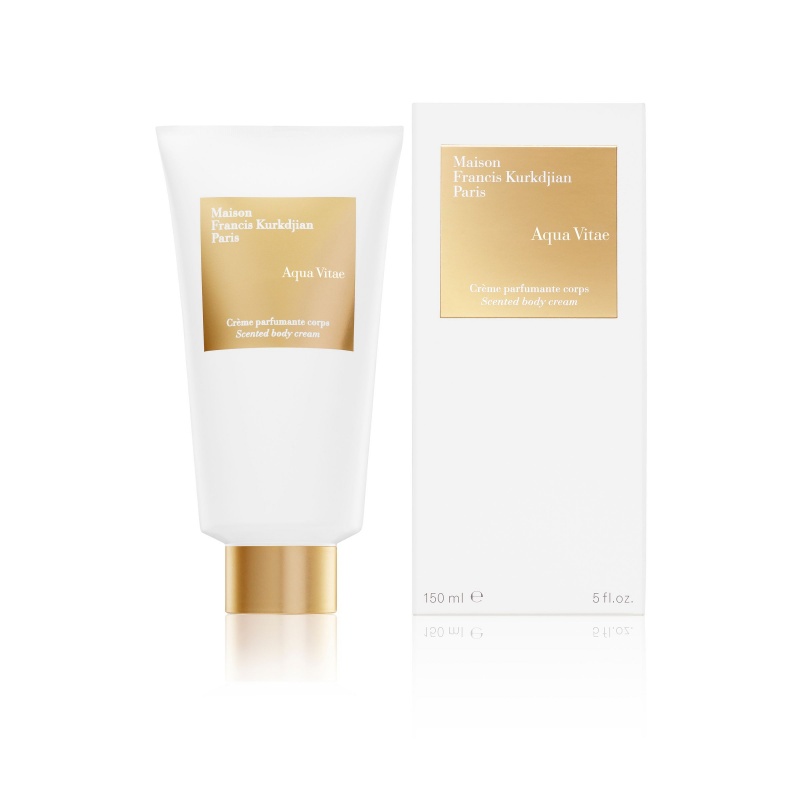 Maison
Francis Kurkdjian
Paris
Aqua Vitae
Crème parfumante corps
Scented body cream
Maison
Francis Kurkdjian
Paris
Aqua Vitae
Crème parfumante corps
Scented body cream
150 ml ℮
5 fl.oz.